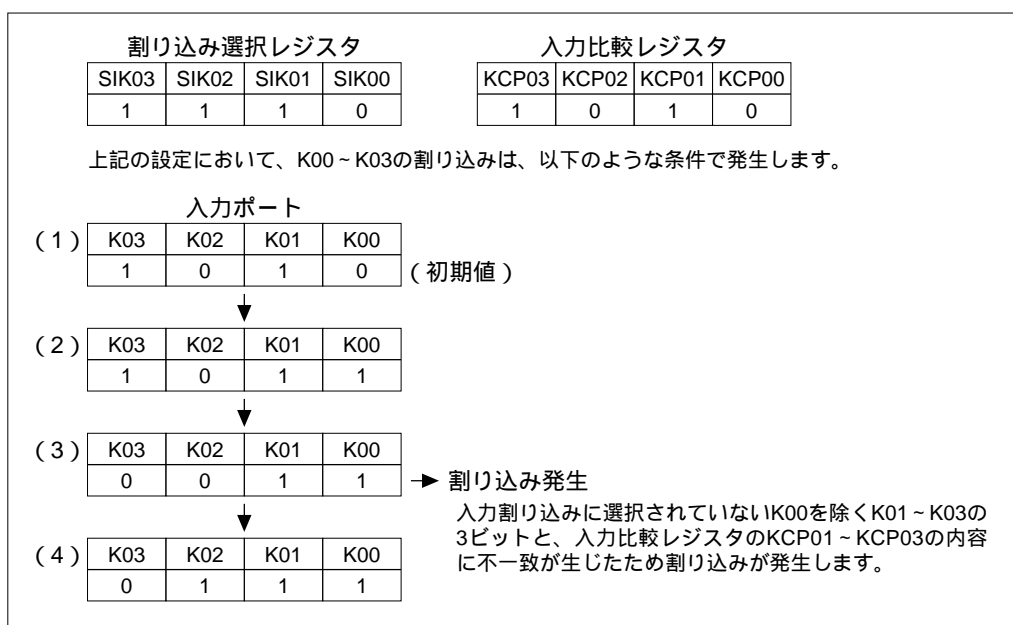 割り込み選択レジスタ
SIK03 SIK02 SIK01 SIK00
1 1 1 0
入力比較レジスタ
KCP03 KCP02 KCP01 KCP00
1 0 1 0
上記の設定において、K00~K03の割り込みは、以下のような条件で発生します。
入力ポート
(1) K03 K02 K01 K00
1 0 1 0 (初期値)
(2) K03 K02 K01 K00
1 0 1 1
(3) K03 K02 K01 K00
0 0 1 1 割り込み発生
入力割り込みに選択されていないK00を除くK01~K03の
3ビットと、入力比較レジスタのKCP01~KCP03の内容
に不一致が生じたため割り込みが発生します。
(4) K03 K02 K01 K00
0 1 1 1